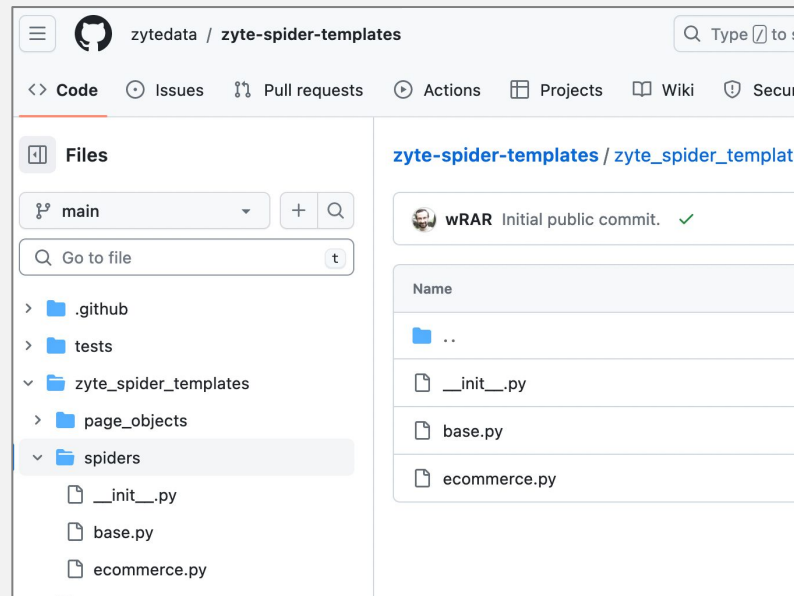 zytedata / zyte-spider-templates
Type / to
Code Issues Pull requests Actions Projects Wiki
Files
main
Go to file t
.github
tests
zyte_spider_templates
page_objects
spiders
__init__.py
base.py
ecommerce.py
zyte-spider-templates / zyte_spider_templat
wRAR Initial public commit.
Name
..
__init__.py
base.py
ecommerce.py